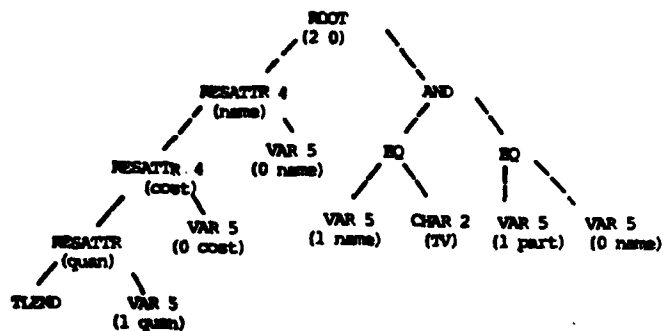 ROOT
(2 0)
RESATTR 4
(name)
AND
VAR 5
(0 name)
EQ
EQ
RESATTR 4
(cost)
VAR 5
(0 cost)
VAR 5
(1 name)
CHAR 2
(TV)
VAR 5
(1 part)
VAR 5
(0 name)
RESATTR
(quan)
TLEND
VAR 5
(1 quan)